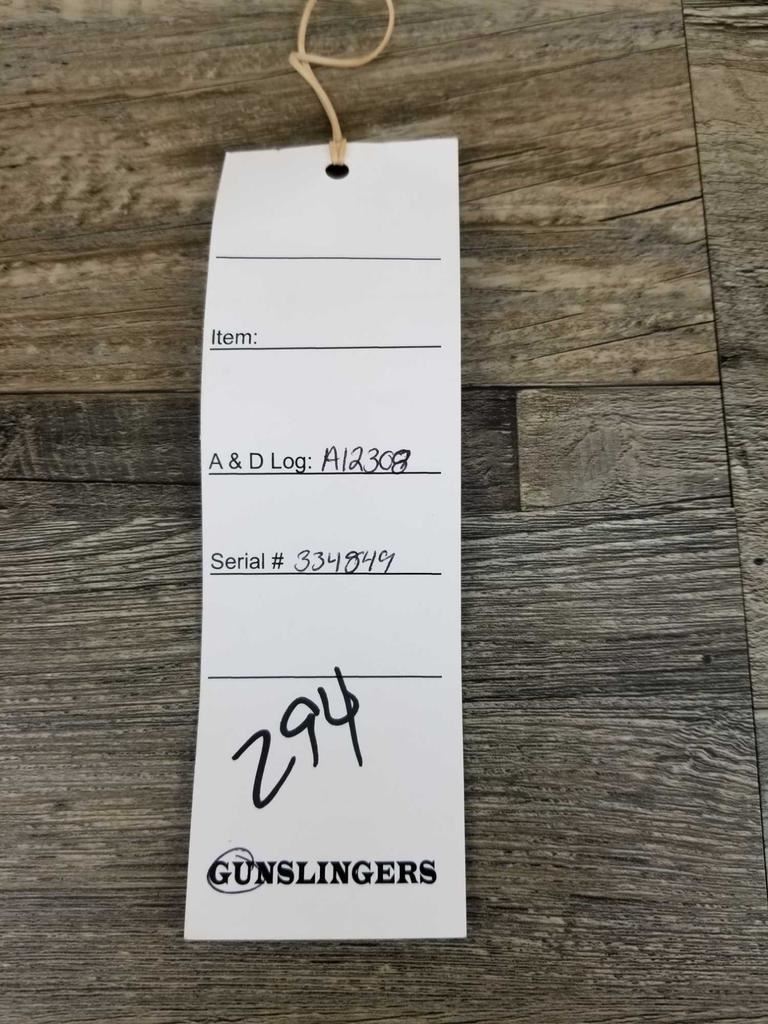 Item:
A & D Log: A12308
Serial # 334849
294
GUNSLINGERS